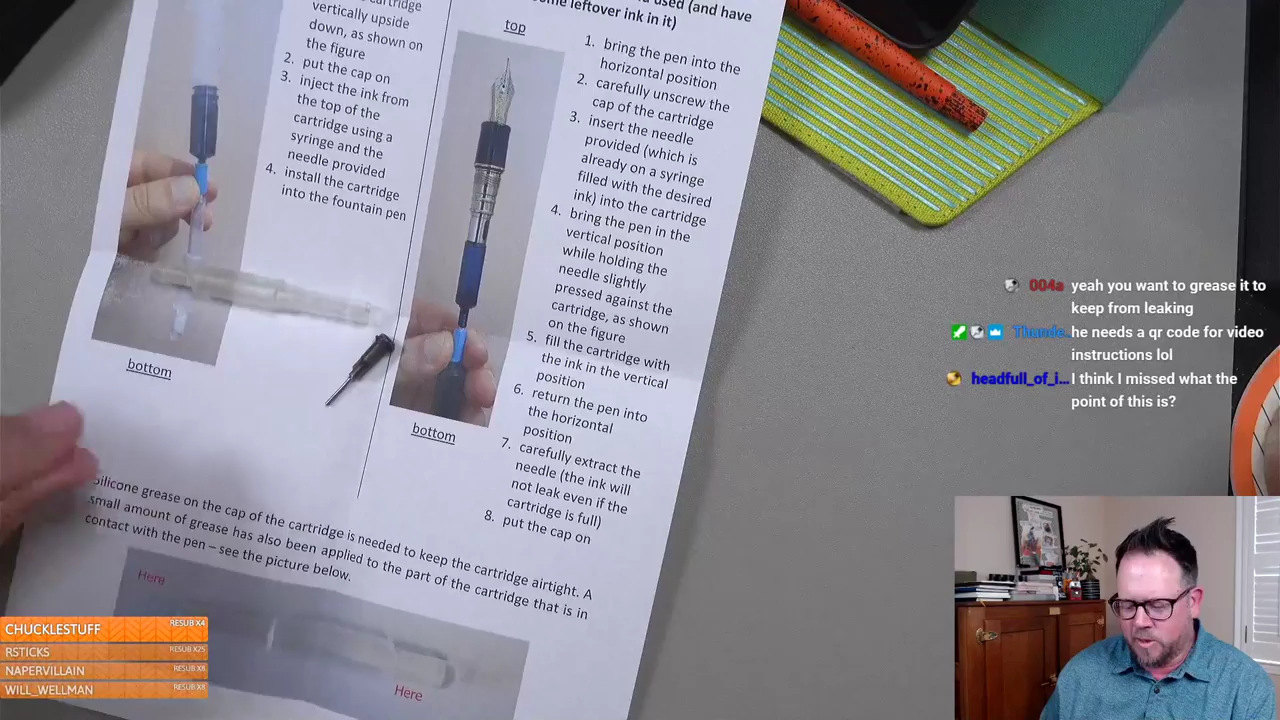 cartridge
vertically upside
down, as shown on
the figure
2. put the cap on
3. inject the ink from
the top of the
cartridge using a
syringe and the
needle provided
4. install the cartridge
into the fountain pen
bottom
used (and have
some leftover ink in it)
top
1. bring the pen into the
horizontal position
2. carefully unscrew the
cap of the cartridge
3. insert the needle
provided (which is
already on a syringe
filled with the desired
ink) into the cartridge
4. bring the pen in the
vertical position
while holding the
needle slightly
pressed against the
cartridge, as shown
on the figure
5. fill the cartridge with
the ink in the vertical
position
6. return the pen into
the horizontal
position
7. carefully extract the
needle (the ink will
not leak even if the
cartridge is full)
8. put the cap on
bottom
Silicone grease on the cap of the cartridge is needed to keep the cartridge airtight. A
small amount of grease has also been applied to the part of the cartridge that is in
contact with the pen – see the picture below.
Here
Here
004a yeah you want to grease it to
keep from leaking
Thunde... he needs a qr code for video
instructions lol
headfull_of_i... I think I missed what the
point of this is?
CHUCKLESTUFF RESUB X4
RSTICKS RESUB X25
NAPERVILLAIN RESUB X6
WILL_WELLMAN RESUB X8